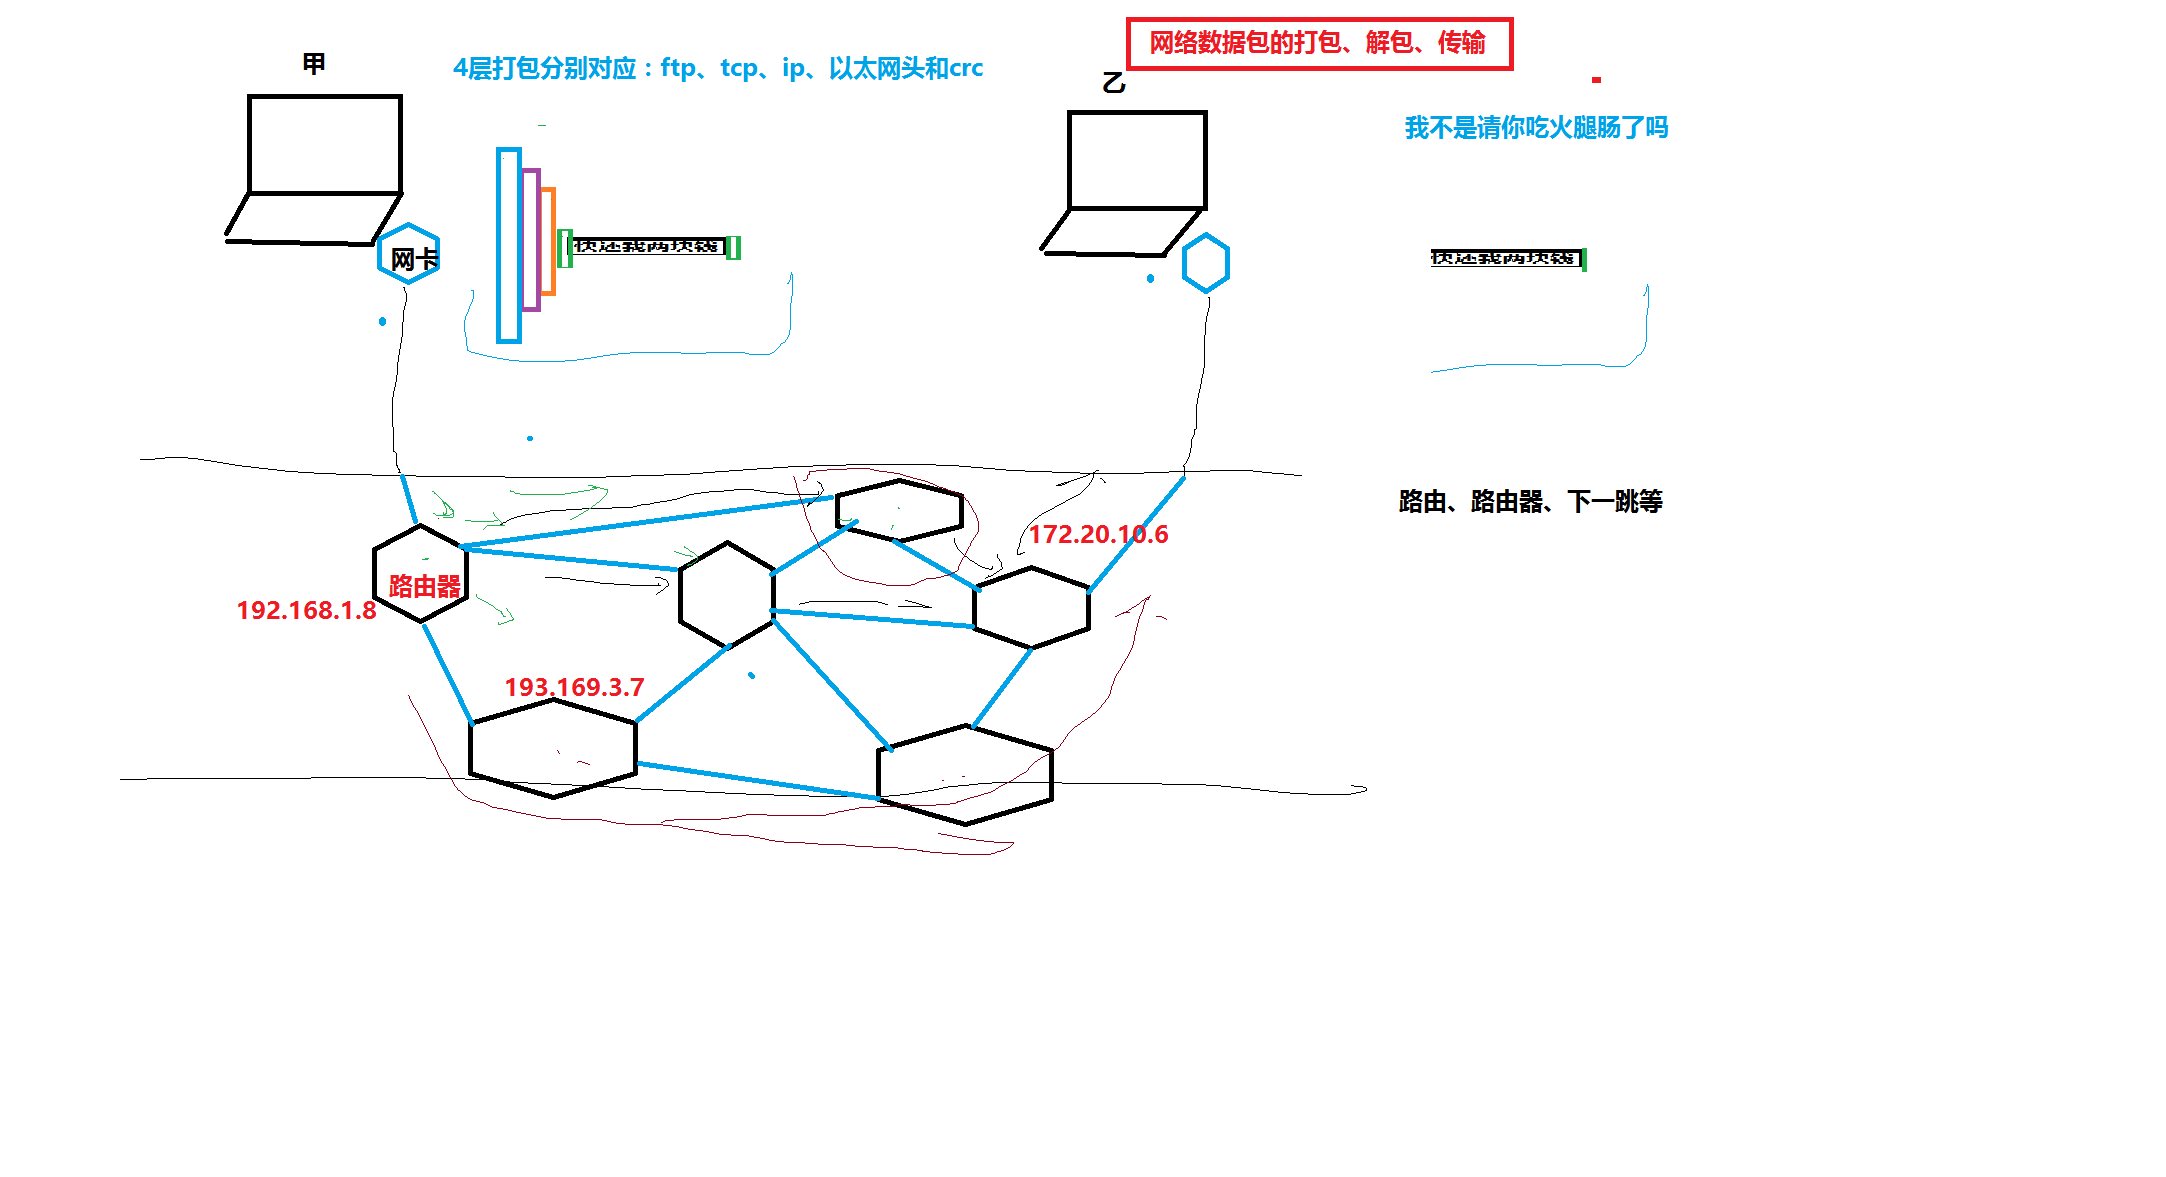 网络数据包的打包、解包、传输
甲
4层打包分别对应：ftp、tcp、ip、以太网头和crc
乙
我不是请你吃火腿肠了吗
网卡
快还我两块钱
快还我两块钱
路由、路由器、下一跳等
172.20.10.6
路由器
192.168.1.8
193.169.3.7